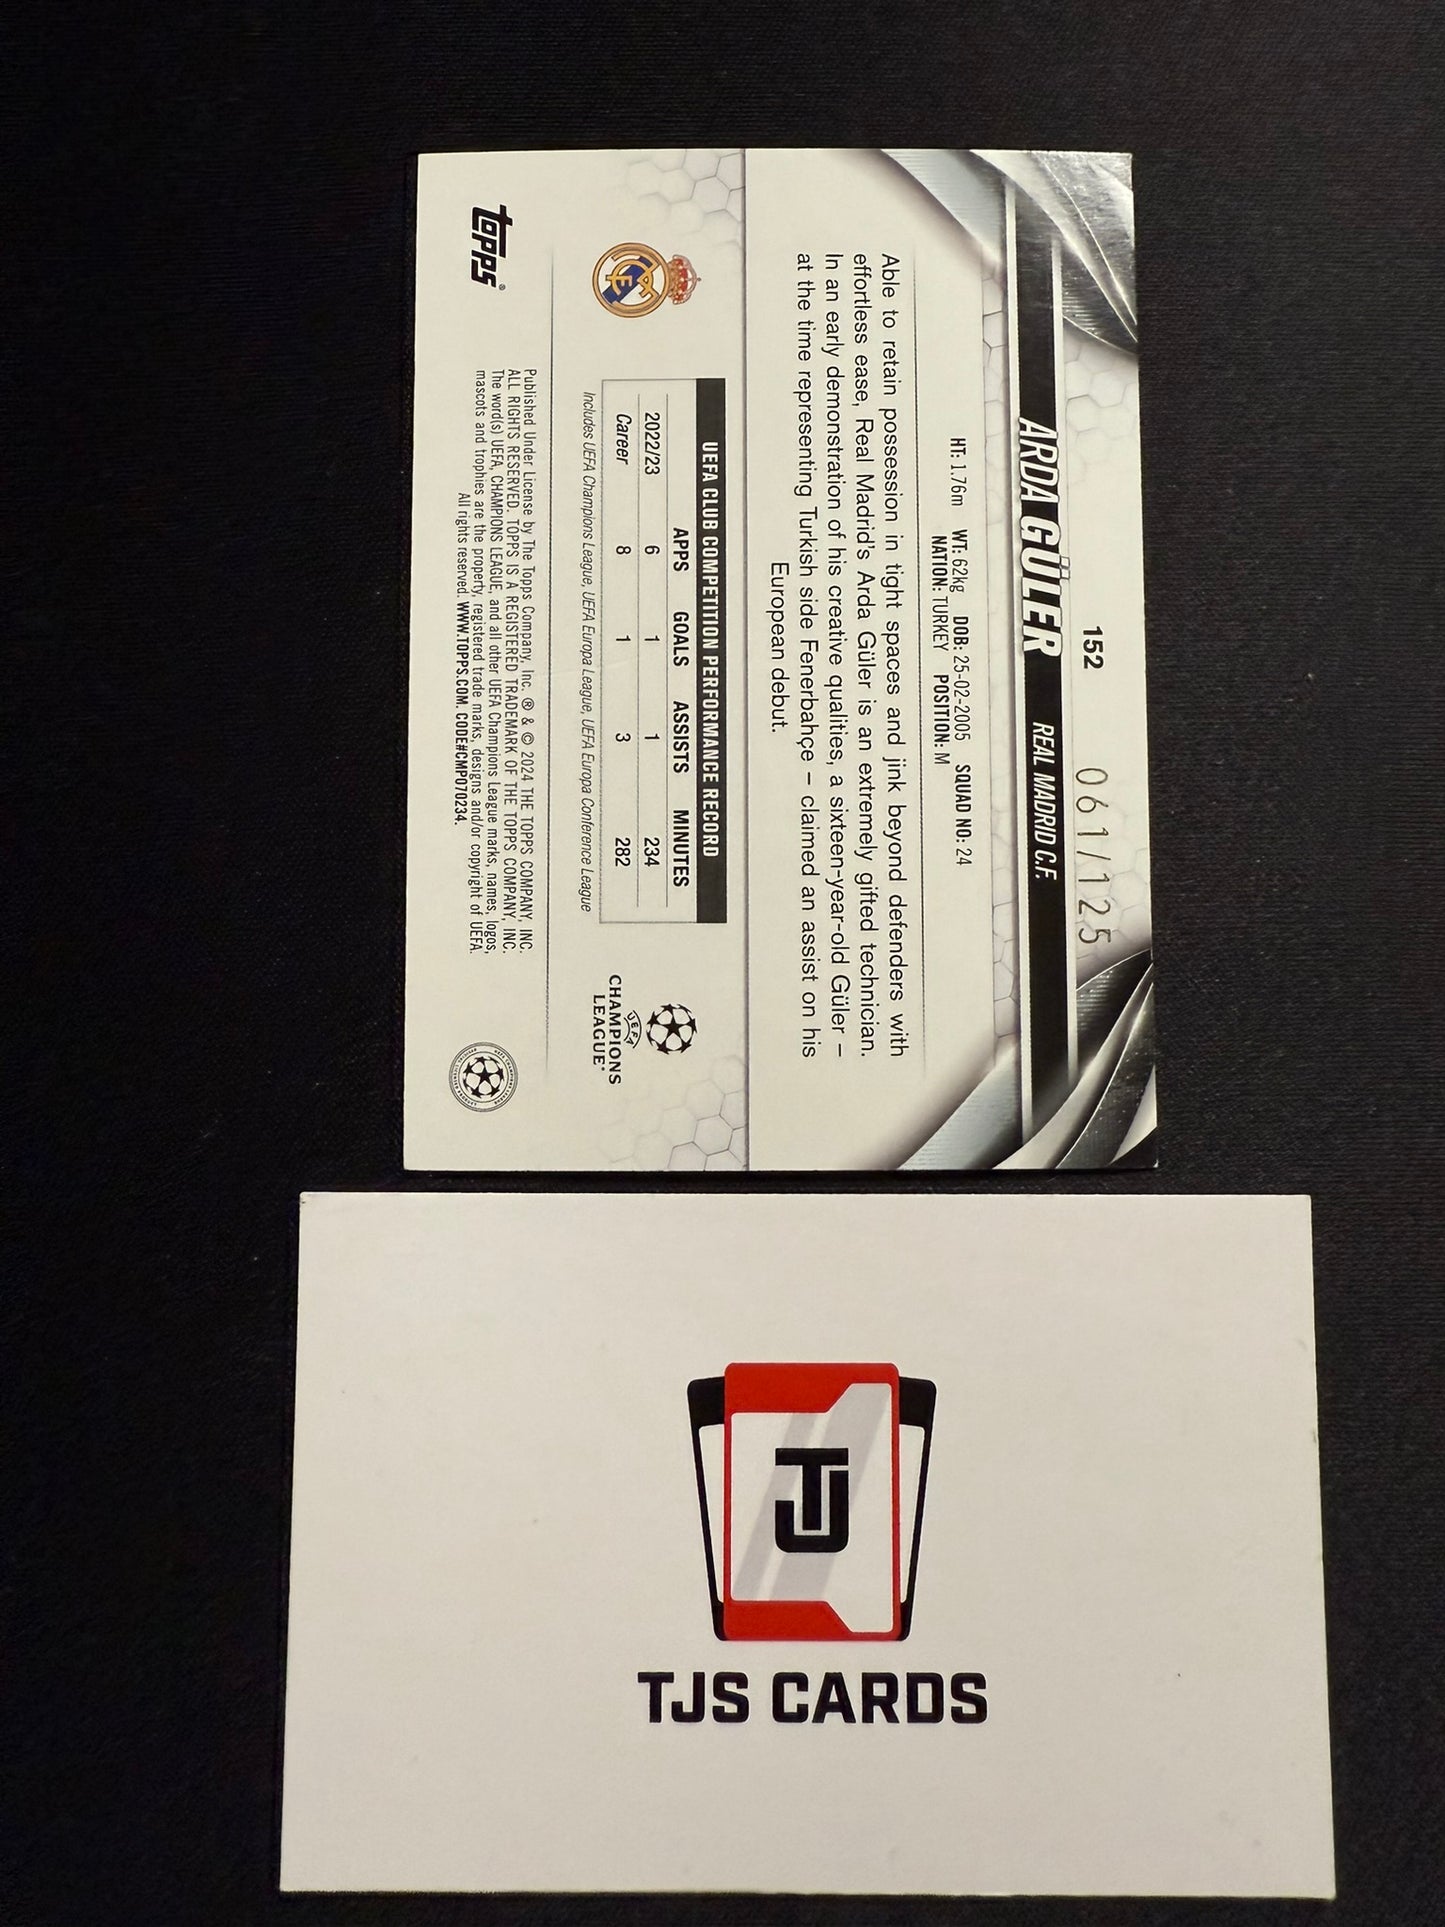 152
061/125
ARDA GÜLER
REAL MADRID C.F.
HT: 1.76m WT: 62kg DOB: 25-02-2005 SQUAD NO: 24
NATION: TURKEY POSITION: M
Able to retain possession in tight spaces and jink beyond defenders with
effortless ease, Real Madrid's Arda Güler is an extremely gifted technician.
In an early demonstration of his creative qualities, a sixteen-year-old Güler –
at the time representing Turkish side Fenerbahçe – claimed an assist on his
European debut.
UEFA CLUB COMPETITION PERFORMANCE RECORD
APPS GOALS ASSISTS MINUTES
2022/23 6 1 1 234
Career 8 1 3 282
Includes UEFA Champions League, UEFA Europa League, UEFA Europa Conference League
UEFA
CHAMPIONS
LEAGUE®
topps®
Published Under License by The Topps Company, Inc. ® & © 2024 THE TOPPS COMPANY, INC.
ALL RIGHTS RESERVED. TOPPS IS A REGISTERED TRADEMARK OF THE TOPPS COMPANY, INC.
The word(s) UEFA, CHAMPIONS LEAGUE, and all other UEFA Champions League marks, names, logos,
mascots and trophies are the property, registered trade marks, designs and/or copyright of UEFA.
All rights reserved. WWW.TOPPS.COM. CODE#CMP070234.
TJ
TJS CARDS